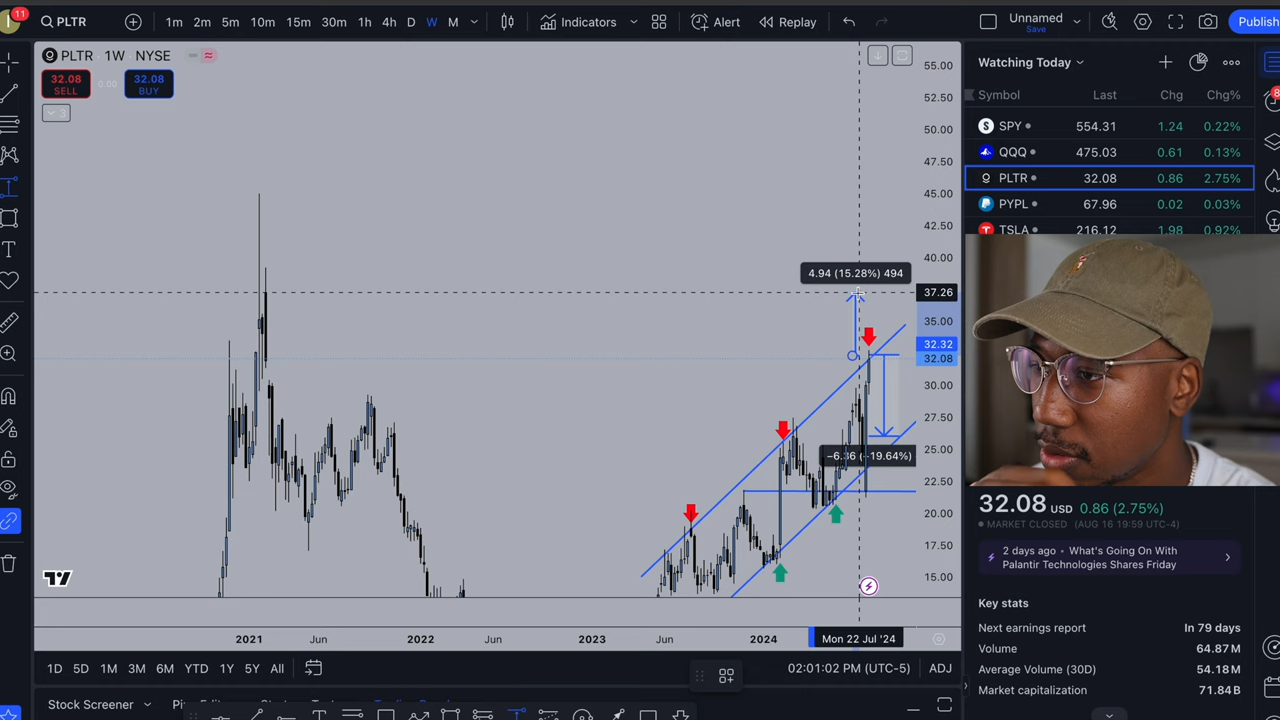 11
PLTR
1m 2m 5m 10m 15m 30m 1h 4h D W M
Indicators
Alert
Replay
Unnamed
Save
Publish
PLTR 1W NYSE
32.08
SELL
0.00
32.08
BUY
3
55.00
52.50
50.00
47.50
45.00
42.50
40.00
37.26
35.00
32.32
32.08
30.00
27.50
25.00
22.50
20.00
17.50
15.00
4.94 (15.28%) 494
−6.36 (−19.64%)
2021 Jun 2022 Jun 2023 Jun 2024 Mon 22 Jul '24
1D 5D 1M 3M 6M YTD 1Y 5Y All
02:01:02 PM (UTC-5) ADJ
Stock Screener
Watching Today
Symbol Last Chg Chg%
SPY 554.31 1.24 0.22%
QQQ 475.03 0.61 0.13%
PLTR 32.08 0.86 2.75%
PYPL 67.96 0.02 0.03%
TSLA 216.12 1.98 0.92%
32.08 USD 0.86 (2.75%)
MARKET CLOSED (AUG 16 19:59 UTC-4)
2 days ago • What's Going On With
Palantir Technologies Shares Friday
Key stats
Next earnings report In 79 days
Volume 64.87M
Average Volume (30D) 54.18M
Market capitalization 71.84B